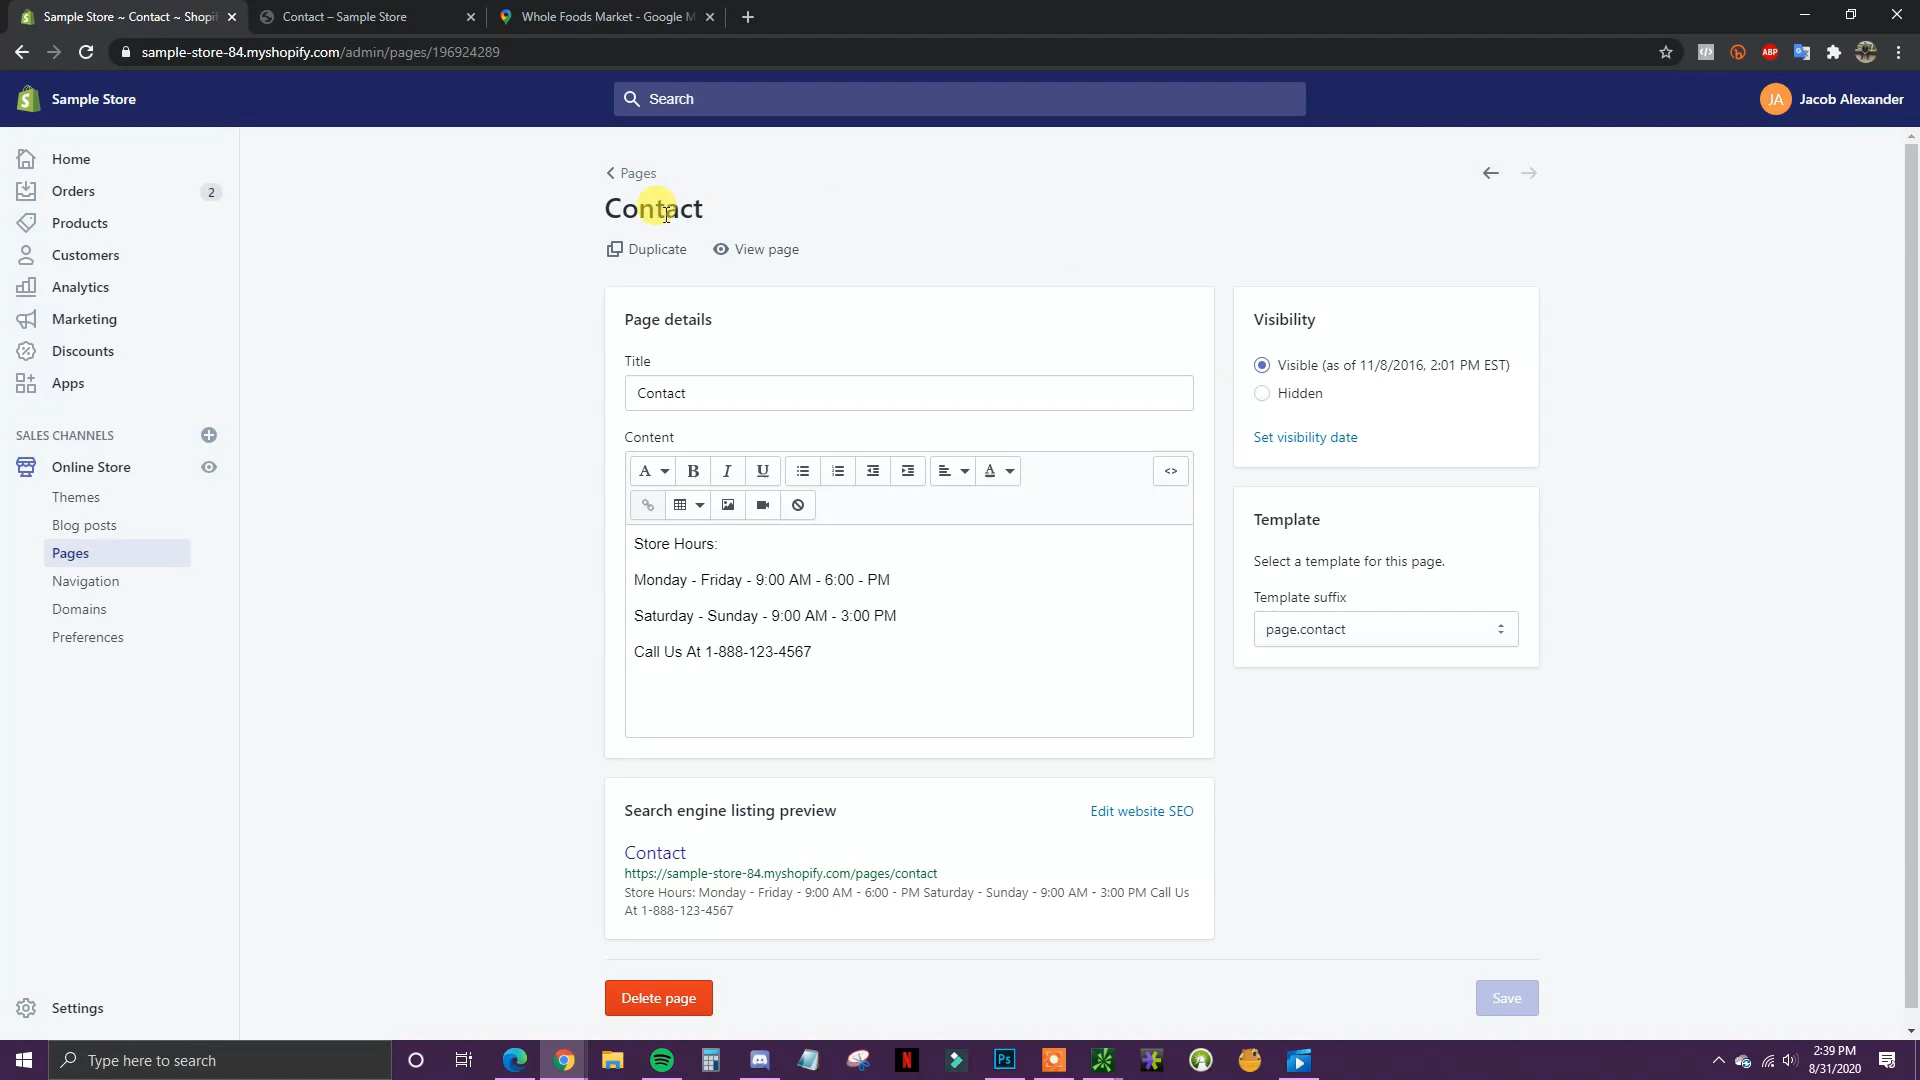 Sample Store ~ Contact ~ Shopi
Contact – Sample Store
Whole Foods Market - Google M
sample-store-84.myshopify.com/admin/pages/196924289
ABP
Sample Store
Search
JA
Jacob Alexander
Home
Orders
2
Products
Customers
Analytics
Marketing
Discounts
Apps
SALES CHANNELS
Online Store
Themes
Blog posts
Pages
Navigation
Domains
Preferences
Settings
Pages
Contact
Duplicate
View page
Page details
Title
Contact
Content
A
B
I
U
A
<>
Store Hours:
Monday - Friday - 9:00 AM - 6:00 - PM
Saturday - Sunday - 9:00 AM - 3:00 PM
Call Us At 1-888-123-4567
Search engine listing preview
Edit website SEO
Contact
https://sample-store-84.myshopify.com/pages/contact
Store Hours: Monday - Friday - 9:00 AM - 6:00 - PM Saturday - Sunday - 9:00 AM - 3:00 PM Call Us
At 1-888-123-4567
Visibility
Visible (as of 11/8/2016, 2:01 PM EST)
Hidden
Set visibility date
Template
Select a template for this page.
Template suffix
page.contact
Delete page
Save
Type here to search
N
Ps
2:39 PM
8/31/2020